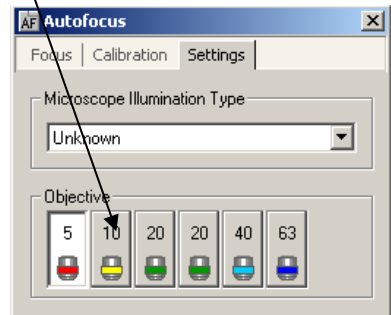 AF Autofocus
Focus Calibration Settings
Microscope Illumination Type
Unknown
Objective
5 10 20 20 40 63